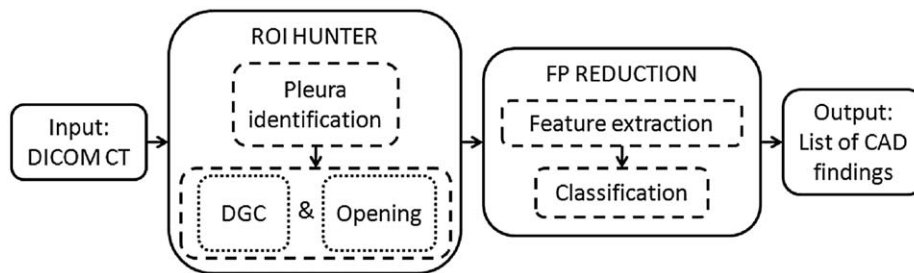 Input:
DICOM CT
ROI HUNTER
Pleura
identification
DGC & Opening
FP REDUCTION
Feature extraction
Classification
Output:
List of CAD
findings